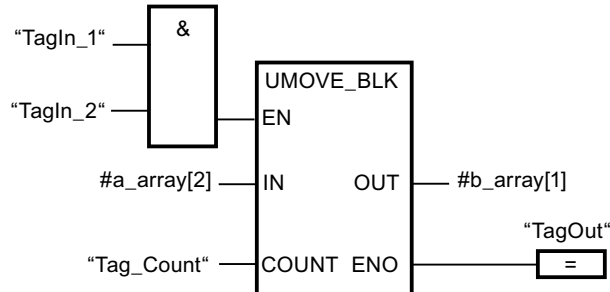 “TagIn_1“
&
UMOVE_BLK
“TagIn_2“
EN
#a_array[2] IN OUT #b_array[1]
“TagOut“
“Tag_Count“ COUNT ENO =